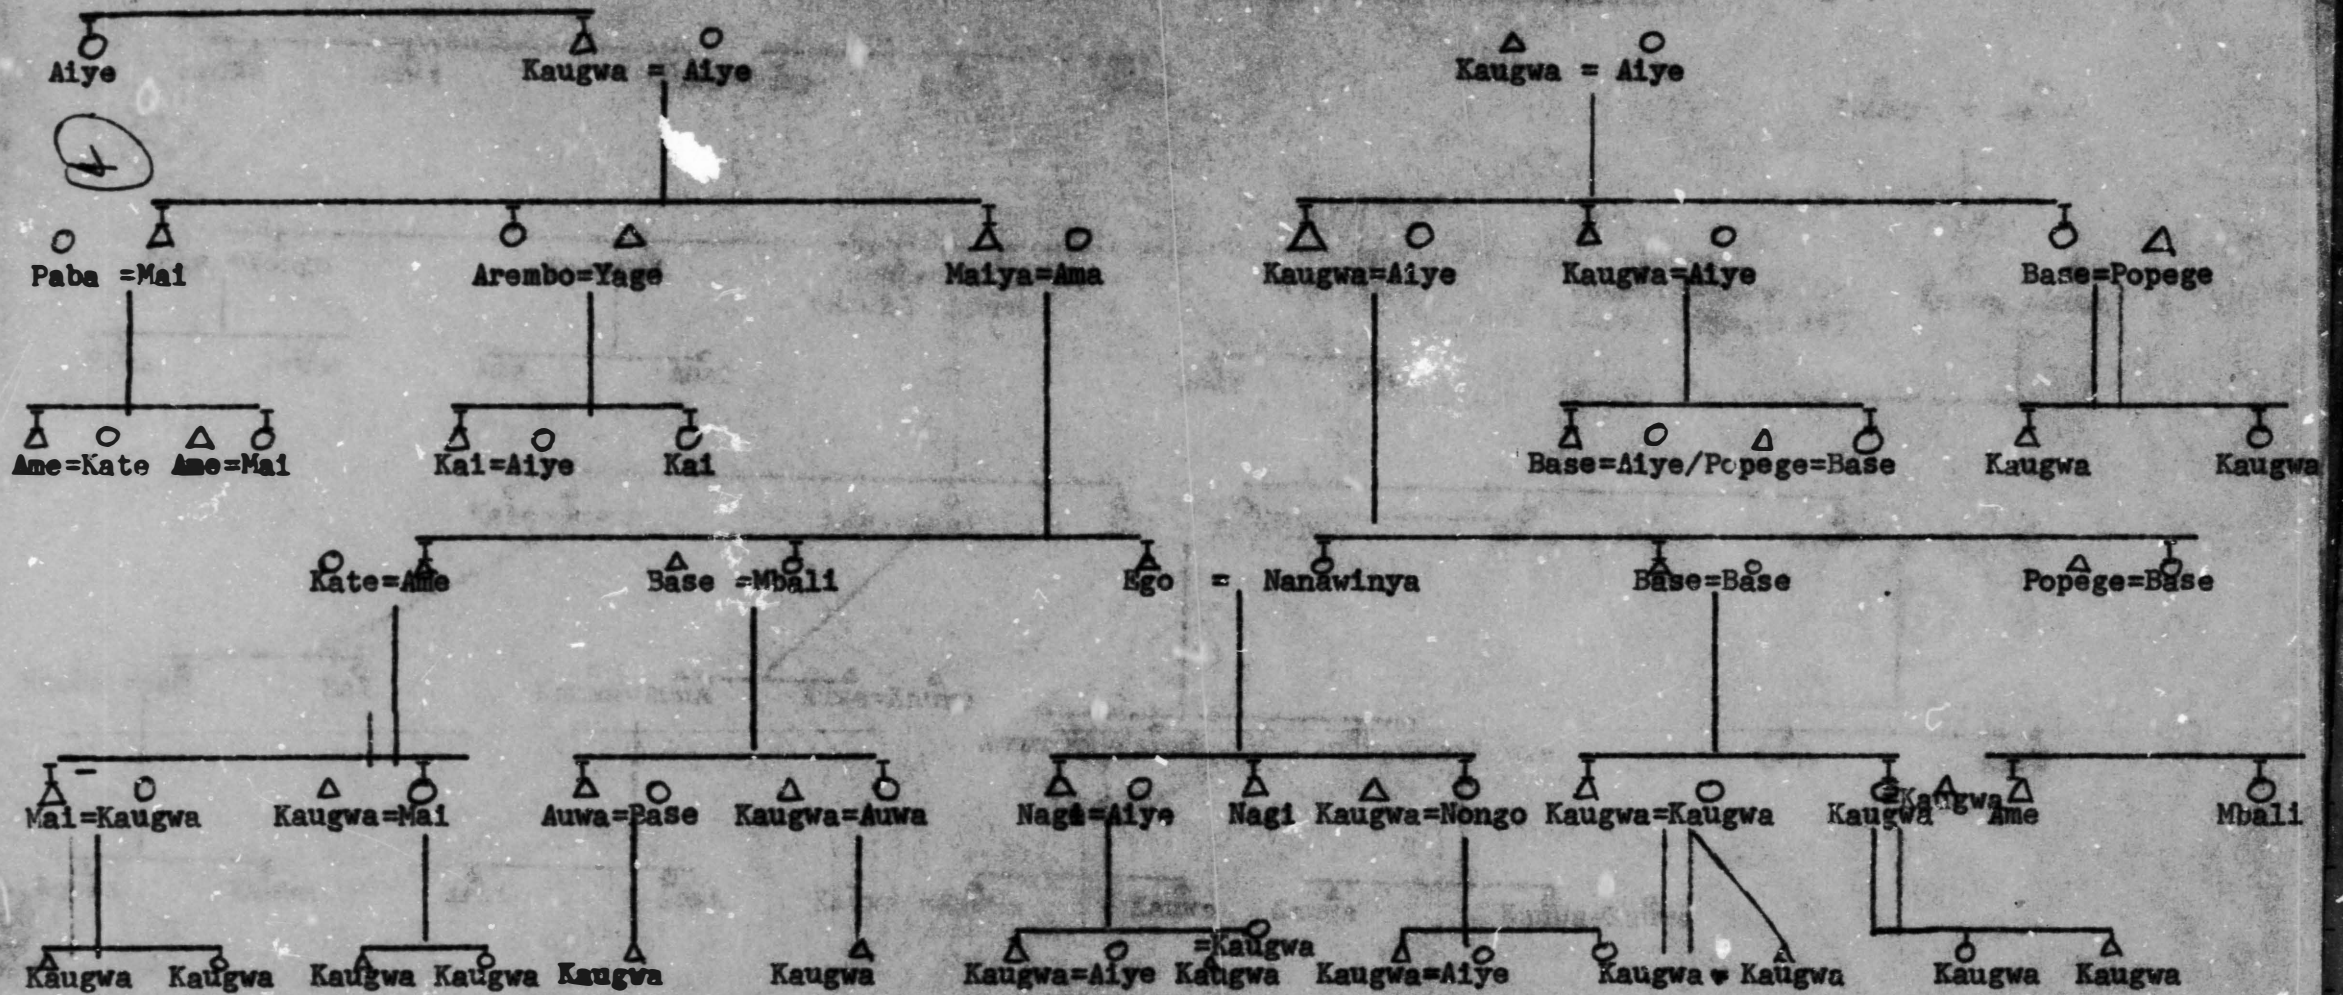 Aiye Kaugwa = Aiye Kaugwa = Aiye
Paba =Mai Arembo=Yage Maiya=Ama Kaugwa=Aiye Kaugwa=Aiye Base=Popege
Ame=Kate Ame=Mai Kai=Aiye Kai Base=Aiye/Popege=Base Kaugwa Kaugwa
Kate=Ame Base =Mbali Ego = Nanawinya Base=Base Popege=Base
Mai=Kaugwa Kaugwa=Mai Auwa=Base Kaugwa=Auwa Nagi=Aiye Nagi Kaugwa=Nongo Kaugwa=Kaugwa Kaugwa =Kaugwa Ame Mbali
=Kaugwa
Kaugwa Kaugwa Kaugwa Kaugwa Kaugwa Kaugwa Kaugwa=Aiye Kaugwa Kaugwa=Aiye Kaugwa Kaugwa Kaugwa Kaugwa